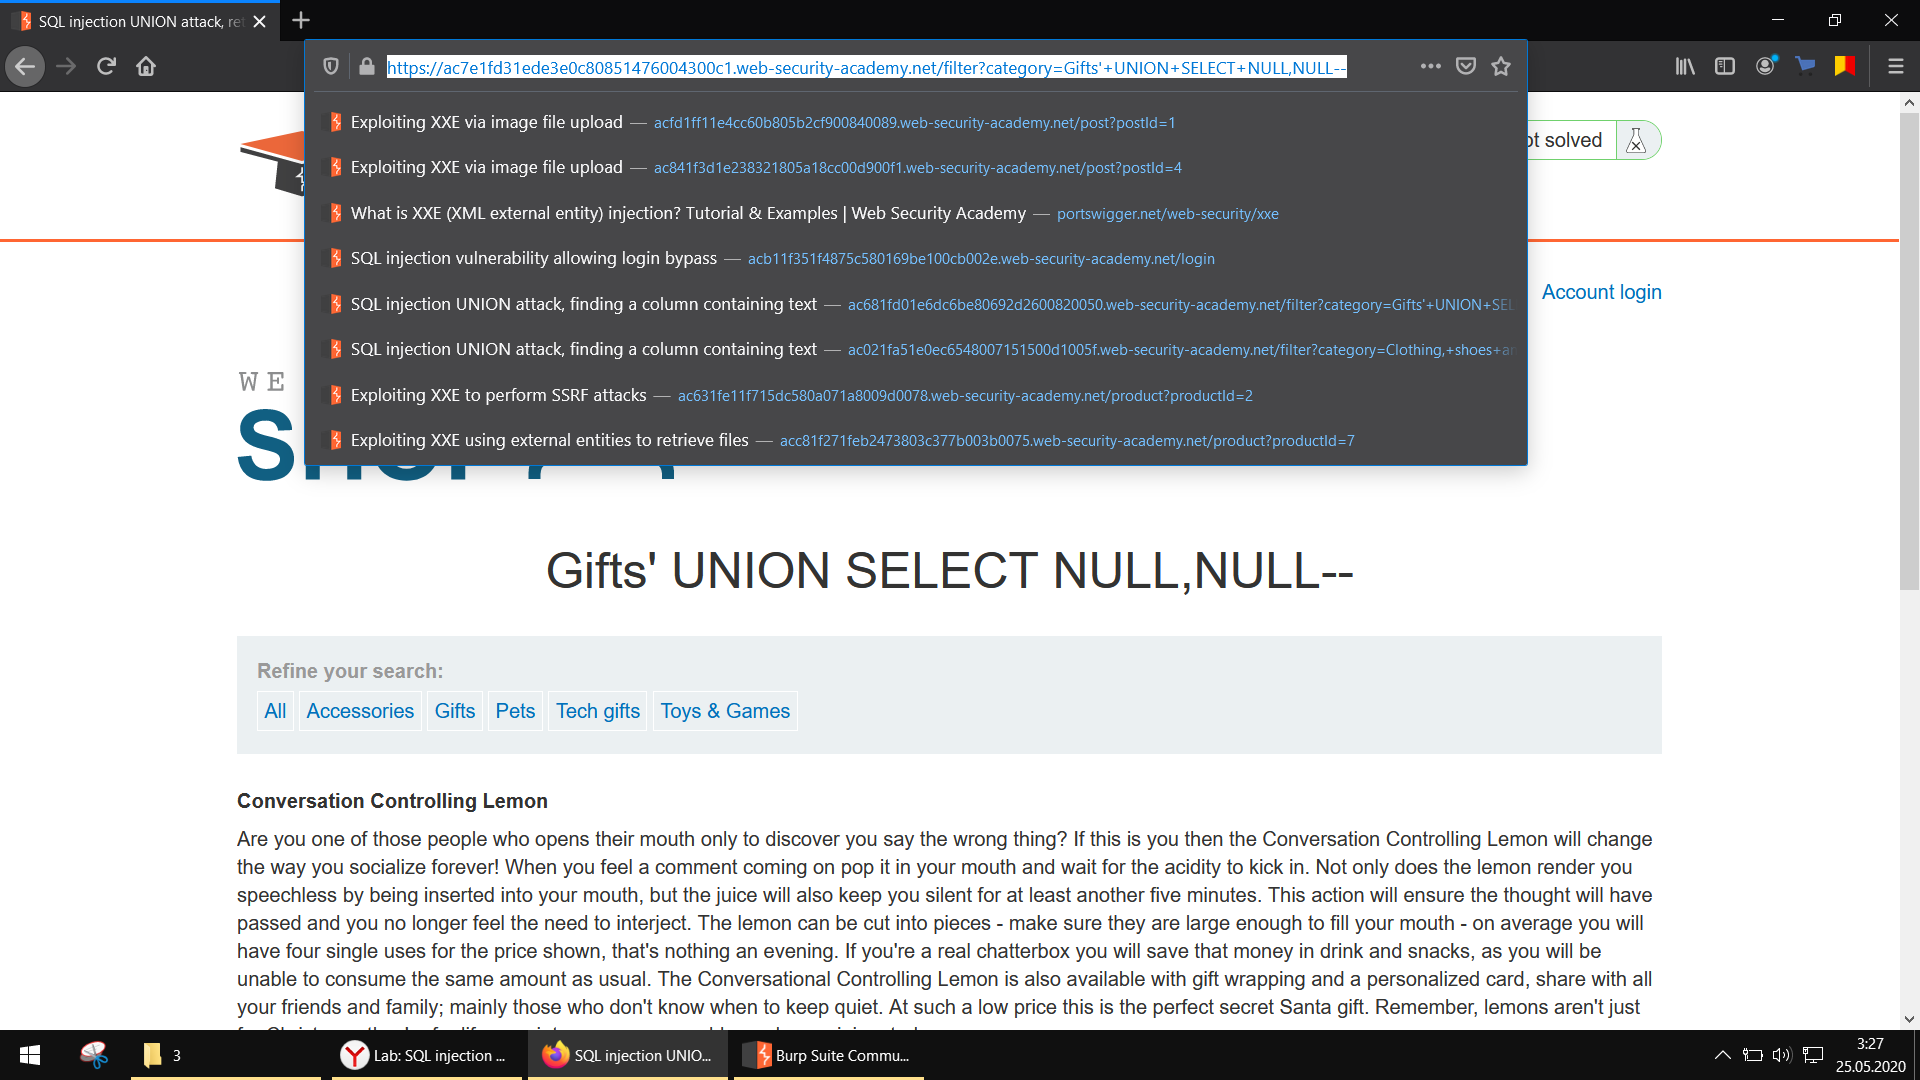 SQL injection UNION attack, ret
https://ac7e1fd31ede3e0c80851476004300c1.web-security-academy.net/filter?category=Gifts'+UNION+SELECT+NULL,NULL--
Exploiting XXE via image file upload — acfd1ff11e4cc60b805b2cf900840089.web-security-academy.net/post?postId=1
Exploiting XXE via image file upload — ac841f3d1e238321805a18cc00d900f1.web-security-academy.net/post?postId=4
What is XXE (XML external entity) injection? Tutorial & Examples | Web Security Academy — portswigger.net/web-security/xxe
SQL injection vulnerability allowing login bypass — acb11f351f4875c580169be100cb002e.web-security-academy.net/login
SQL injection UNION attack, finding a column containing text — ac681fd01e6dc6be80692d2600820050.web-security-academy.net/filter?category=Gifts'+UNION+SEL
SQL injection UNION attack, finding a column containing text — ac021fa51e0ec6548007151500d1005f.web-security-academy.net/filter?category=Clothing,+shoes+an
Exploiting XXE to perform SSRF attacks — ac631fe11f715dc580a071a8009d0078.web-security-academy.net/product?productId=2
Exploiting XXE using external entities to retrieve files — acc81f271feb2473803c377b003b0075.web-security-academy.net/product?productId=7
ot solved
Account login
WE
Gifts' UNION SELECT NULL,NULL--
Refine your search:
All Accessories Gifts Pets Tech gifts Toys & Games
Conversation Controlling Lemon
Are you one of those people who opens their mouth only to discover you say the wrong thing? If this is you then the Conversation Controlling Lemon will change
the way you socialize forever! When you feel a comment coming on pop it in your mouth and wait for the acidity to kick in. Not only does the lemon render you
speechless by being inserted into your mouth, but the juice will also keep you silent for at least another five minutes. This action will ensure the thought will have
passed and you no longer feel the need to interject. The lemon can be cut into pieces - make sure they are large enough to fill your mouth - on average you will
have four single uses for the price shown, that's nothing an evening. If you're a real chatterbox you will save that money in drink and snacks, as you will be
unable to consume the same amount as usual. The Conversational Controlling Lemon is also available with gift wrapping and a personalized card, share with all
your friends and family; mainly those who don't know when to keep quiet. At such a low price this is the perfect secret Santa gift. Remember, lemons aren't just
3
Lab: SQL injection ...
SQL injection UNIO...
Burp Suite Commu...
3:27
25.05.2020